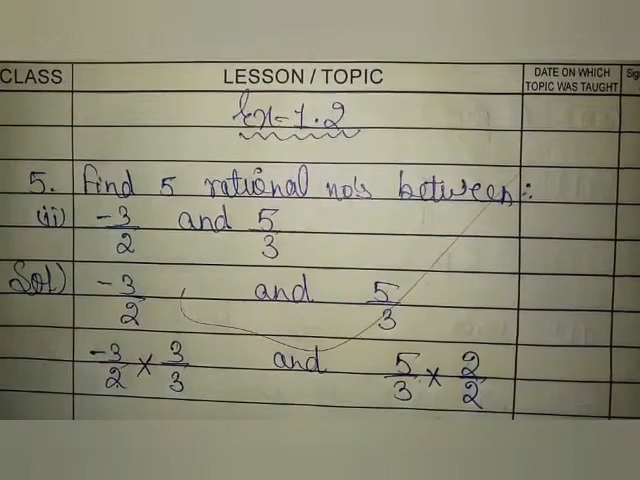 CLASS LESSON / TOPIC DATE ON WHICH TOPIC WAS TAUGHT Sig
Ex-1.2
5. Find 5 rational no's between:
(ii) -3/2 and 5/3
Sol) -3/2 and 5/3
-3/2 × 3/3 and 5/3 × 2/2